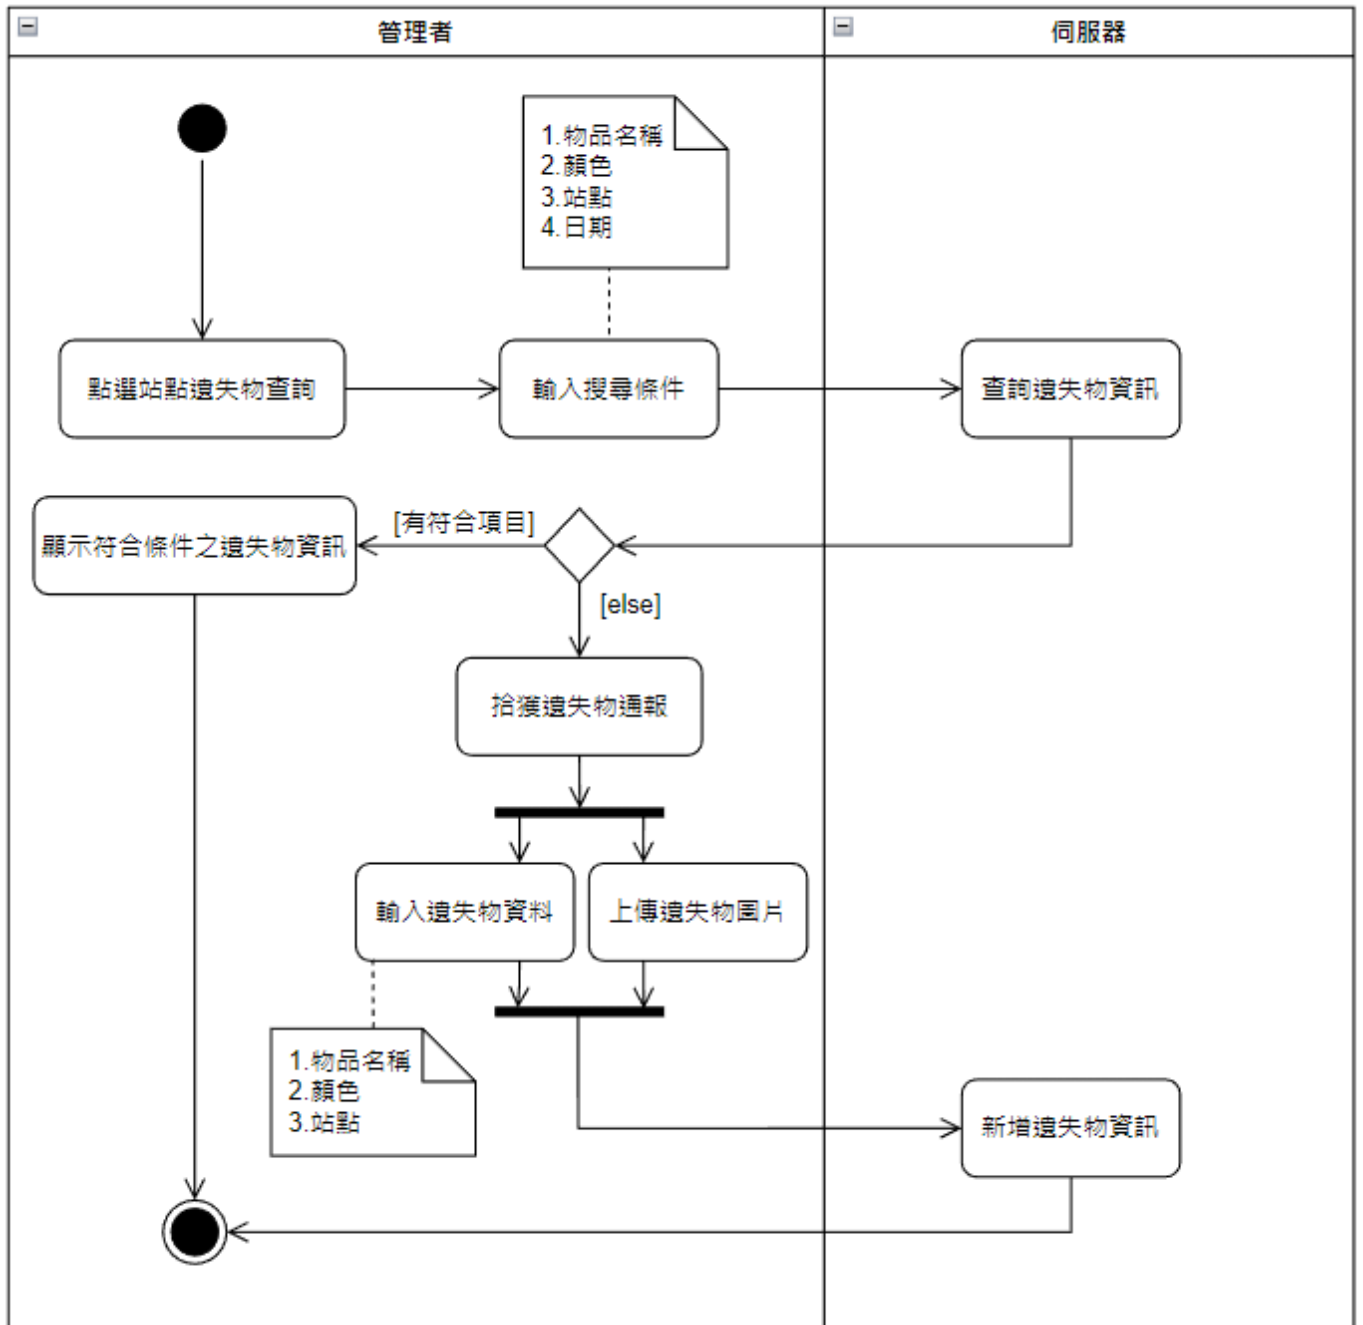 管理者
伺服器
1.物品名稱
2.顏色
3.站點
4.日期
點選站點遺失物查詢
輸入搜尋條件
查詢遺失物資訊
[有符合項目]
顯示符合條件之遺失物資訊
[else]
拾獲遺失物通報
輸入遺失物資料
上傳遺失物圖片
1.物品名稱
2.顏色
3.站點
新增遺失物資訊